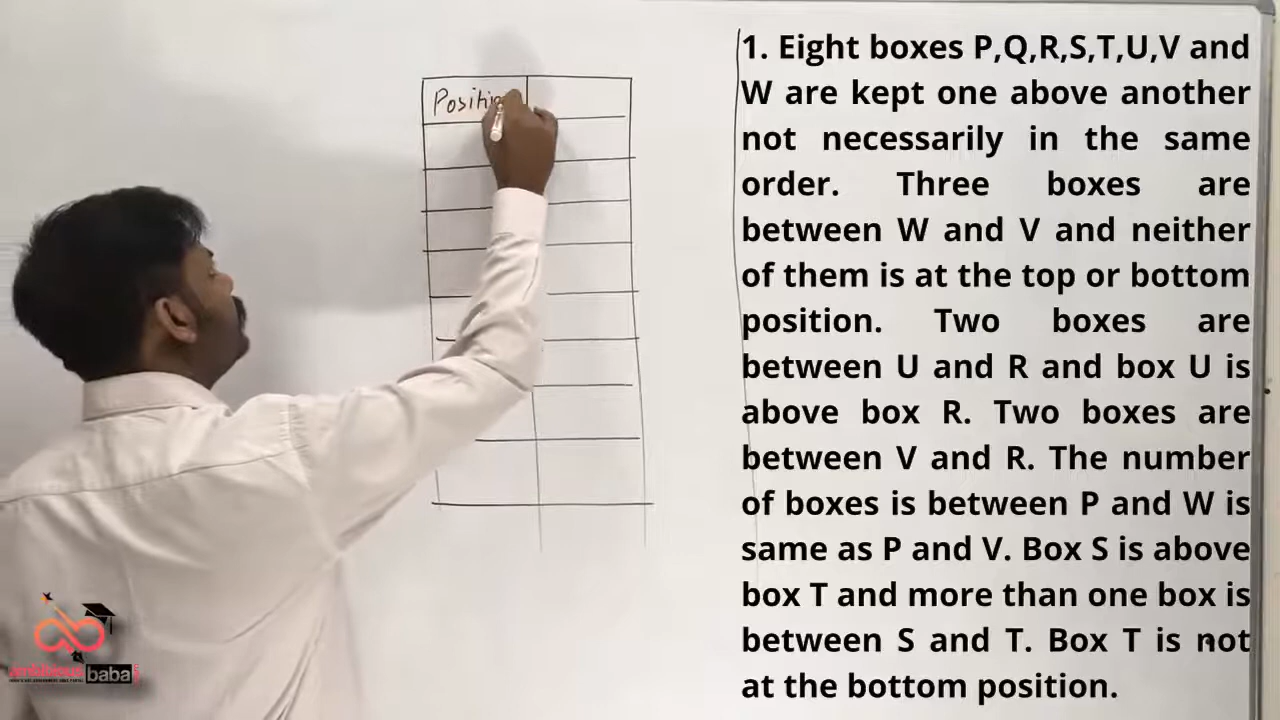 Positi
1. Eight boxes P,Q,R,S,T,U,V and
W are kept one above another
not necessarily in the same
order. Three boxes are
between W and V and neither
of them is at the top or bottom
position. Two boxes are
between U and R and box U is
above box R. Two boxes are
between V and R. The number
of boxes is between P and W is
same as P and V. Box S is above
box T and more than one box is
between S and T. Box T is not
at the bottom position.
ambitious baba